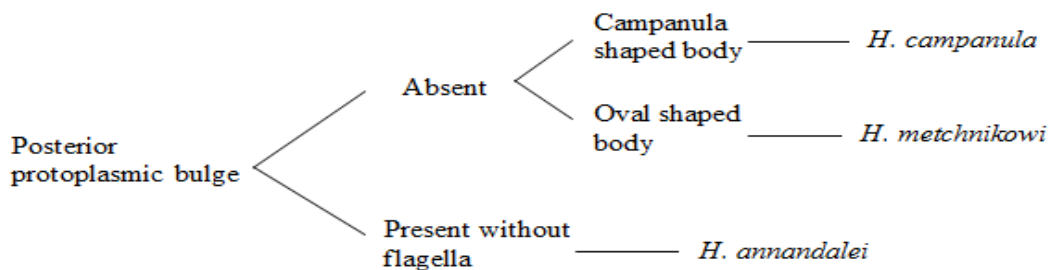 Campanula
shaped body
H. campanula
Absent
Oval shaped
body
H. metchnikowi
Posterior
protoplasmic bulge
Present without
flagella
H. annandalei